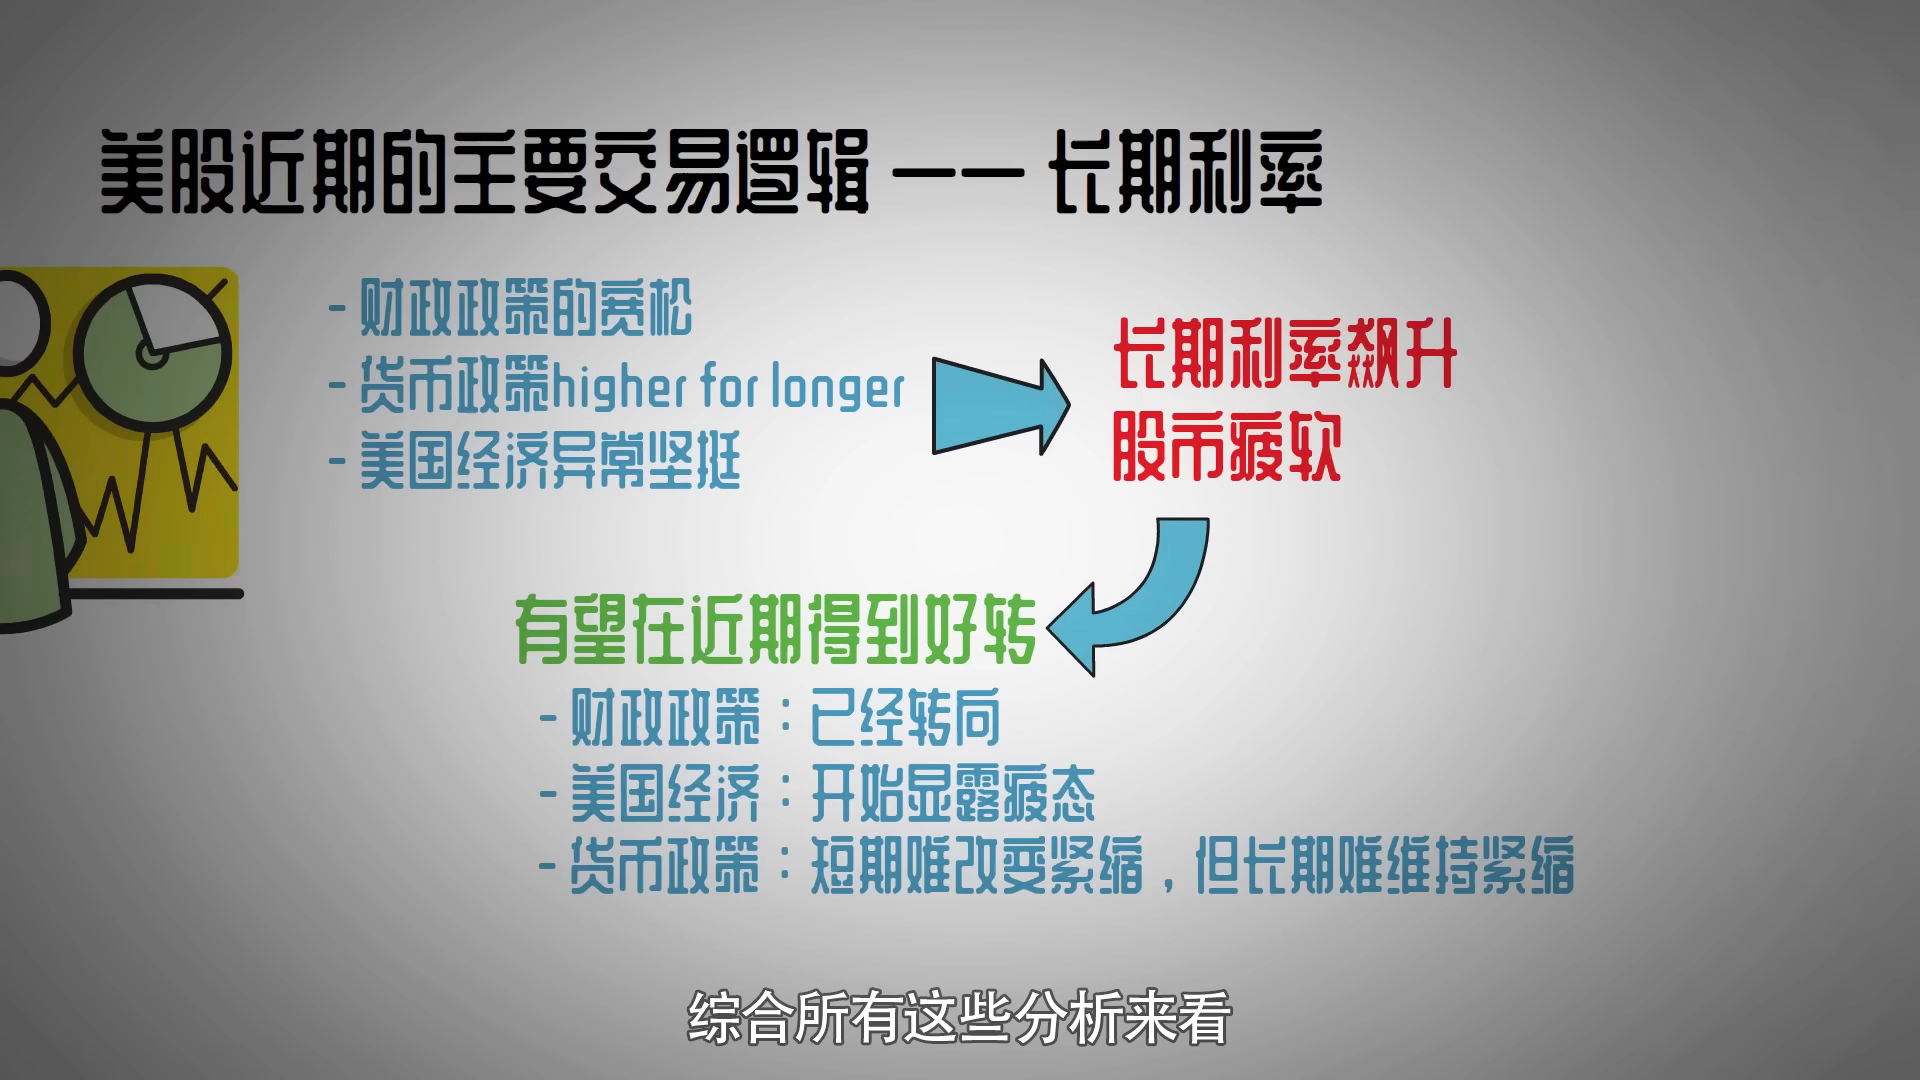 美股近期的主要交易逻辑 —— 长期利率
- 财政政策的宽松
- 货币政策higher for longer
- 美国经济异常坚挺
长期利率飙升
股市疲软
有望在近期得到好转
- 财政政策：已经转向
- 美国经济：开始显露疲态
- 货币政策：短期难改变紧缩，但长期难维持紧缩
综合所有这些分析来看